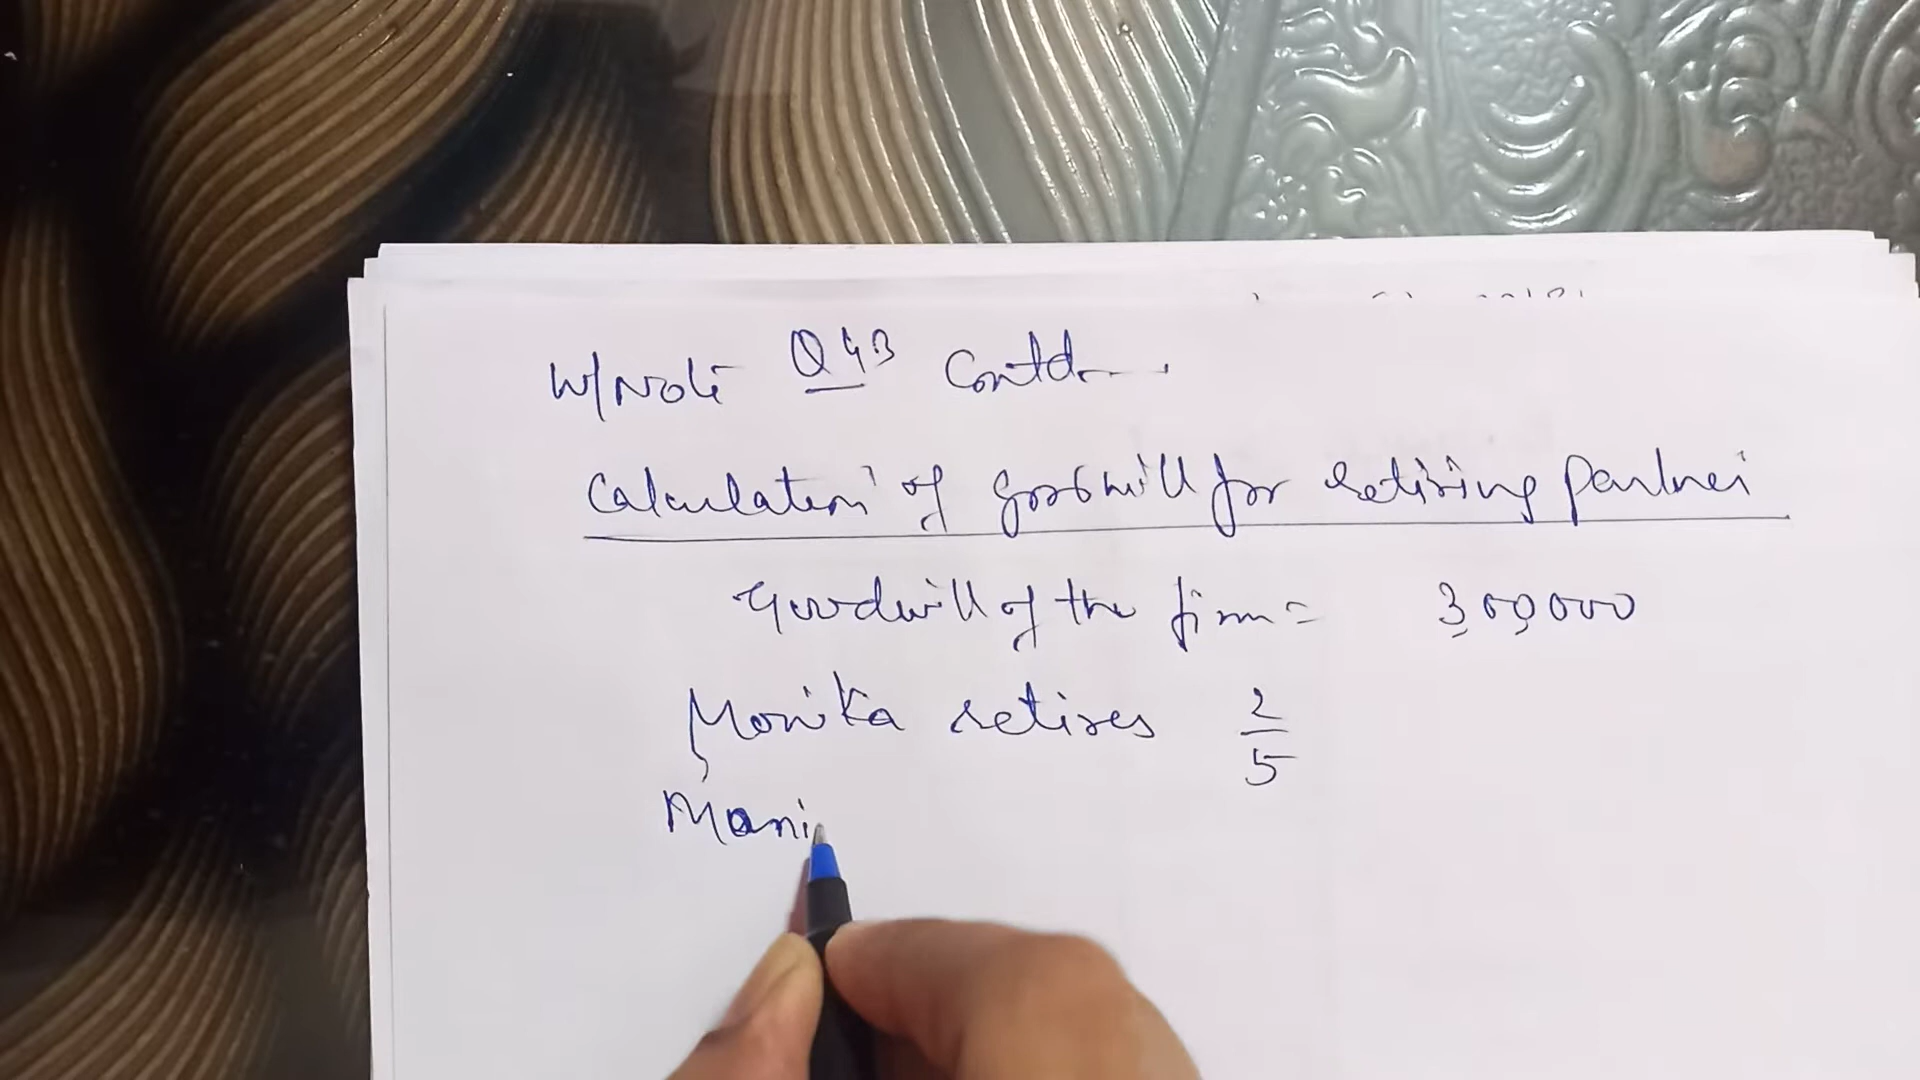 W/Note Q43 Contd...
Calculation of goodwill for retiring Partner
Goodwill of the firm = 3,00,000
Monika retires 2/5
Mani